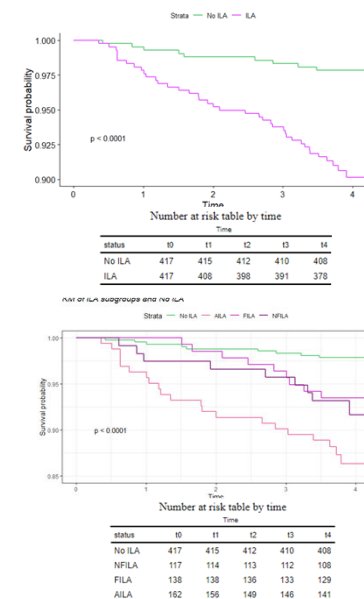 Strata No ILA ILA
1.000
0.975
0.950
0.925
0.900
Survival probability
p < 0.0001
0 1 2 3 4
Time
Number at risk table by time
Time
status t0 t1 t2 t3 t4
No ILA 417 415 412 410 408
ILA 417 408 398 391 378
KM of ILA subgroups and No ILA
Strata No ILA AILA FILA NFILA
1.00
0.95
0.90
0.85
Survival probability
p < 0.0001
0 1 2 3 4
Time
Number at risk table by time
Time
status t0 t1 t2 t3 t4
No ILA 417 415 412 410 408
NFILA 117 114 113 112 108
FILA 138 138 136 133 129
AILA 162 156 149 146 141